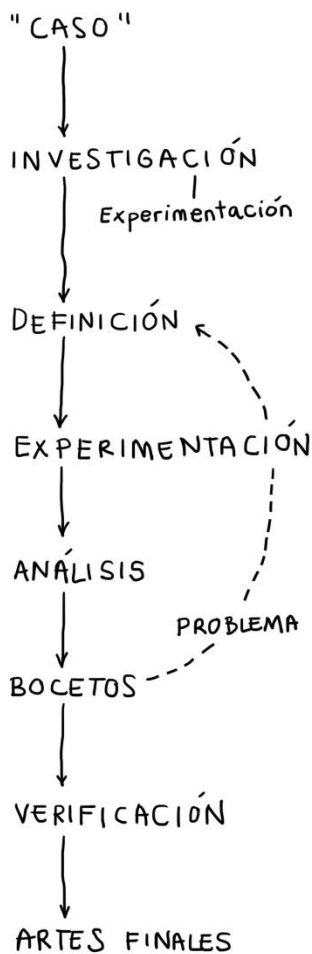 "CASO"
INVESTIGACIÓN
Experimentación
DEFINICIÓN
EXPERIMENTACIÓN
ANÁLISIS
PROBLEMA
BOCETOS
VERIFICACIÓN
ARTES FINALES